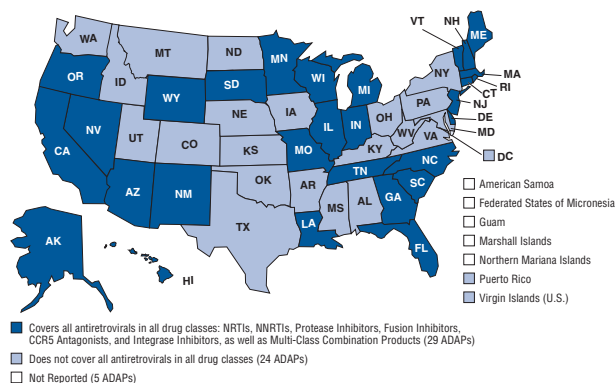 WA
MT
ND
MN
VT
NH
ME
OR
ID
SD
WI
MI
NY
MA
RI
CT
WY
NE
IA
PA
NJ
DE
MD
NV
UT
CO
IL
IN
OH
WV
VA
DC
CA
KS
MO
KY
NC
AZ
NM
OK
AR
TN
SC
TX
LA
MS
AL
GA
FL
AK
HI
American Samoa
Federated States of Micronesia
Guam
Marshall Islands
Northern Mariana Islands
Puerto Rico
Virgin Islands (U.S.)
Covers all antiretrovirals in all drug classes: NRTIs, NNRTIs, Protease Inhibitors, Fusion Inhibitors,
CCR5 Antagonists, and Integrase Inhibitors, as well as Multi-Class Combination Products (29 ADAPs)
Does not cover all antiretrovirals in all drug classes (24 ADAPs)
Not Reported (5 ADAPs)